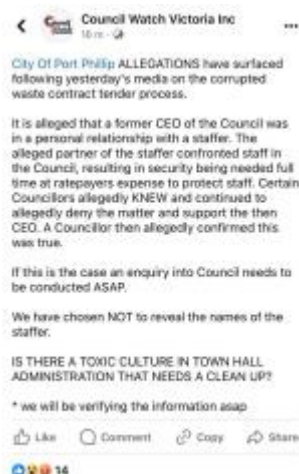 Council Watch Victoria Inc
16 m
City Of Port Phillip ALLEGATIONS have surfaced
following yesterday's media on the corrupted
waste contract tender process.
It is alleged that a former CEO of the Council was
in a personal relationship with a staffer. The
alleged partner of the staffer confronted staff in
the Council, resulting in security being needed full
time at ratepayers expense to protect staff. Certain
Councillors allegedly KNEW and continued to
allegedly deny the matter and support the then
CEO. A Councillor then allegedly confirmed this
was true.
If this is the case an enquiry into Council needs to
be conducted ASAP.
We have chosen NOT to reveal the names of the
staffer.
IS THERE A TOXIC CULTURE IN TOWN HALL
ADMINISTRATION THAT NEEDS A CLEAN UP?
* we will be verifying the information asap
Like Comment Copy Share
14